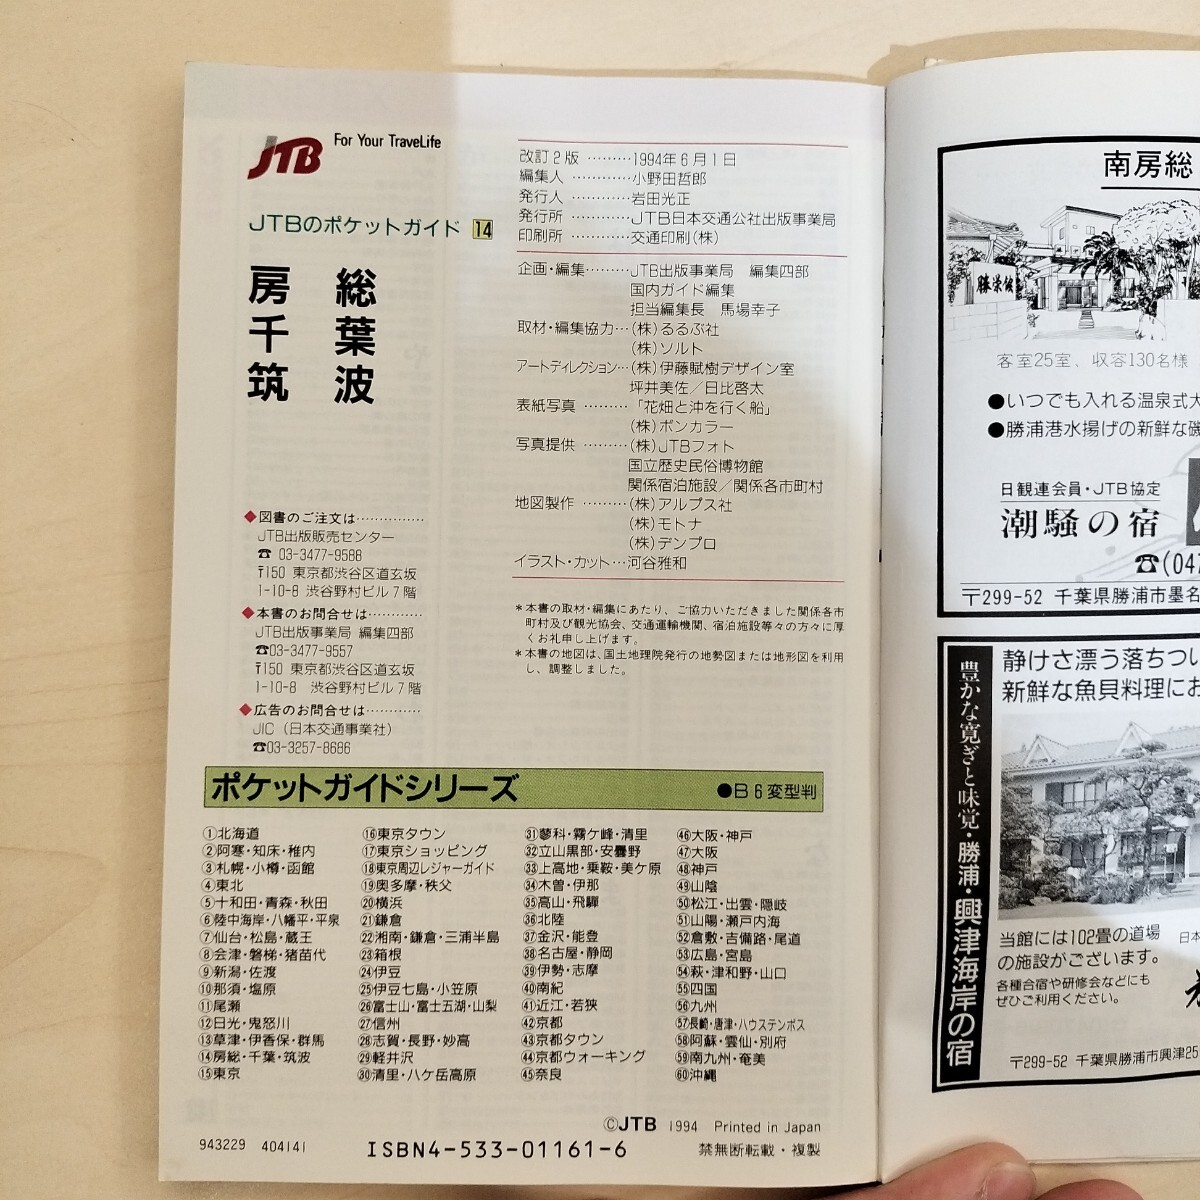 JTB For Your TraveLife
JTBのポケットガイド 14
房総
千葉
筑波
◆図書のご注文は……………
JTB出版販売センター
☎ 03-3477-9588
〒150 東京都渋谷区道玄坂
1-10-8 渋谷野村ビル7階
◆本書のお問合せは…………
JTB出版事業局 編集四部
☎03-3477-9557
〒150 東京都渋谷区道玄坂
1-10-8 渋谷野村ビル7階
◆広告のお問合せは…………
JIC(日本交通事業社)
☎03-3257-8686
改訂2版………1994年6月1日
編集人…………小野田哲郎
発行人…………岩田光正
発行所…………JTB日本交通公社出版事業局
印刷所…………交通印刷(株)
企画・編集………JTB出版事業局 編集四部
国内ガイド編集
担当編集長 馬場幸子
取材・編集協力…(株)るるぶ社
(株)ソルト
アートディレクション…(株)伊藤賦樹デザイン室
坪井美佐/日比啓太
表紙写真………「花畑と沖を行く船」
(株)ボンカラー
写真提供………(株)JTBフォト
国立歴史民俗博物館
関係宿泊施設/関係各市町村
地図製作………(株)アルプス社
(株)モトナ
(株)デンプロ
イラスト・カット…河谷雅和
*本書の取材・編集にあたり、ご協力いただきました関係各市
町村及び観光協会、交通運輸機関、宿泊施設等々の方々に厚
くお礼申し上げます。
*本書の地図は、国土地理院発行の地勢図または地形図を利用
し、調整しました。
ポケットガイドシリーズ ●B6変型判
①北海道
②阿寒・知床・稚内
③札幌・小樽・函館
④東北
⑤十和田・青森・秋田
⑥陸中海岸・八幡平・平泉
⑦仙台・松島・蔵王
⑧会津・磐梯・猪苗代
⑨新潟・佐渡
⑩那須・塩原
⑪尾瀬
⑫日光・鬼怒川
⑬草津・伊香保・群馬
⑭房総・千葉・筑波
⑮東京
⑯東京タウン
⑰東京ショッピング
⑱東京周辺レジャーガイド
⑲奥多摩・秩父
⑳横浜
㉑鎌倉
㉒湘南・鎌倉・三浦半島
㉓箱根
㉔伊豆
㉕伊豆七島・小笠原
㉖富士山・富士五湖・山梨
㉗信州
㉘志賀・長野・妙高
㉙軽井沢
㉚清里・八ケ岳高原
㉛蓼科・霧ケ峰・清里
㉜立山黒部・安曇野
㉝上高地・乗鞍・美ケ原
㉞木曽・伊那
㉟高山・飛騨
㊱北陸
㊲金沢・能登
㊳名古屋・静岡
㊴伊勢・志摩
㊵南紀
㊶近江・若狭
㊷京都
㊸京都タウン
㊹京都ウォーキング
㊺奈良
㊻大阪・神戸
㊼大阪
㊽神戸
㊾山陰
㊿松江・出雲・隠岐
51山陽・瀬戸内海
52倉敷・吉備路・尾道
53広島・宮島
54萩・津和野・山口
55四国
56九州
57長崎・唐津・ハウステンボス
58阿蘇・雲仙・別府
59南九州・奄美
60沖縄
©JTB 1994 Printed in Japan
943229 404141 ISBN4-533-01161-6 禁無断転載・複製
南房総
勝栄館
客室25室、収容130名様
●いつでも入れる温泉式大
●勝浦港水揚げの新鮮な磯
日観連会員・JTB協定
潮騒の宿
☎(047
〒299-52 千葉県勝浦市墨名
豊かな寛ぎと味覚・勝浦・興津海岸の宿
静けさ漂う落ちつい
新鮮な魚貝料理にお
当館には102畳の道場
の施設がございます。
各種合宿や研修会などにも
ぜひご利用ください。
日本
〒299-52 千葉県勝浦市興津25